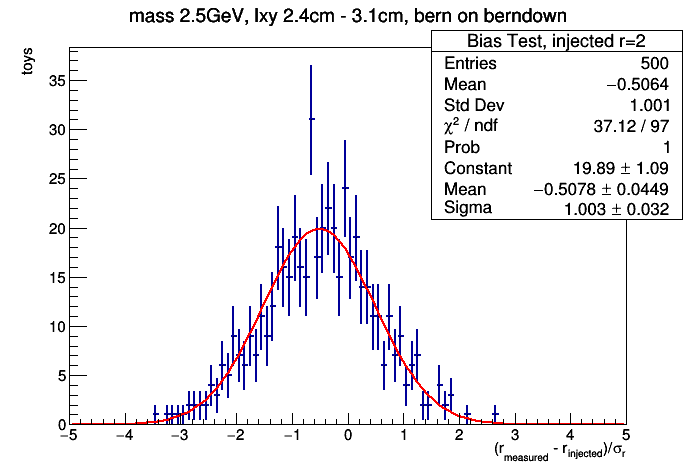 mass 2.5GeV, lxy 2.4cm - 3.1cm, bern on berndown
Bias Test, injected r=2
Entries 500
Mean −0.5064
Std Dev 1.001
χ² / ndf 37.12 / 97
Prob 1
Constant 19.89 ± 1.09
Mean −0.5078 ± 0.0449
Sigma 1.003 ± 0.032
toys
35
30
25
20
15
10
5
0
−5 −4 −3 −2 −1 0 1 2 3 4 5
(r_measured - r_injected)/σ_r